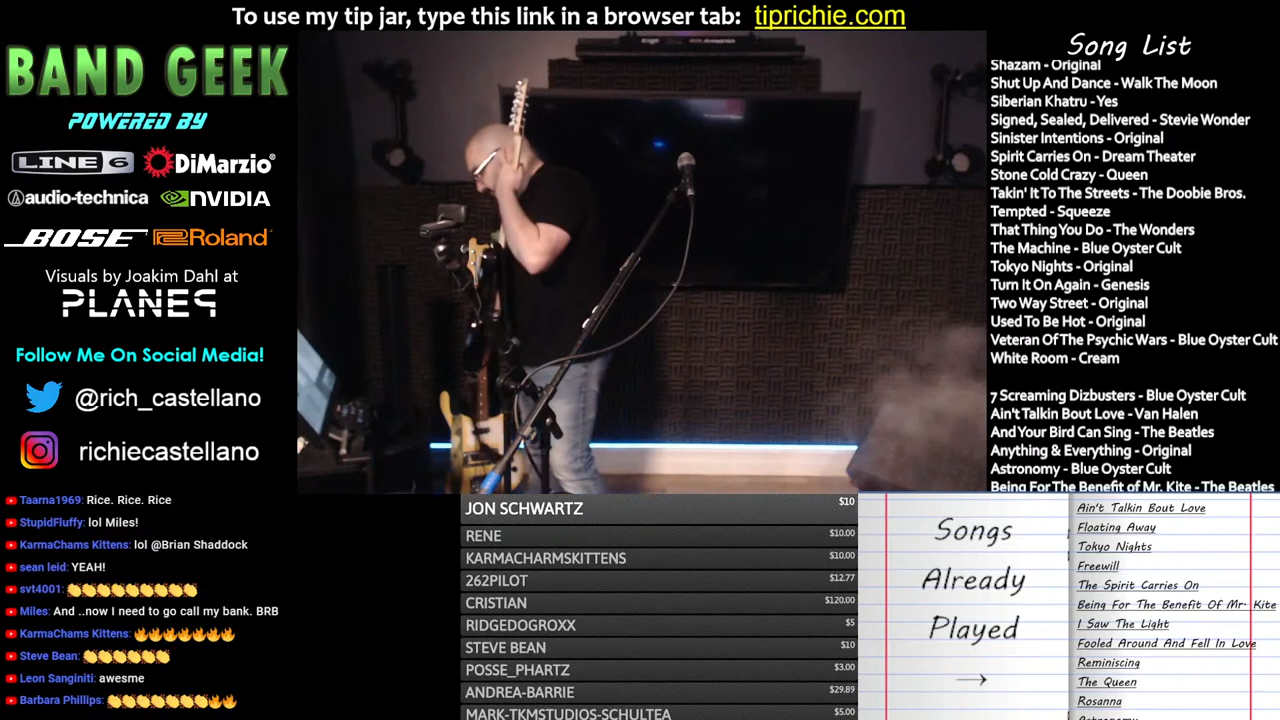 To use my tip jar, type this link in a browser tab: tiprichie.com
BAND GEEK
POWERED BY
LINE 6
DiMarzio
audio-technica
NVIDIA
BOSE
Roland
Visuals by Joakim Dahl at
PLANE9
Follow Me On Social Media!
@rich_castellano
richiecastellano
Taarna1969: Rice. Rice. Rice
StupidFluffy: lol Miles!
KarmaChams Kittens: lol @Brian Shaddock
sean leid: YEAH!
svt4001: 👏👏👏👏👏👏👏👏👏
Miles: And ..now I need to go call my bank. BRB
KarmaChams Kittens: 🔥🔥🔥🔥🔥🔥🔥
Steve Bean: 👏👏👏👏👏👏
Leon Sanginiti: awesme
Barbara Phillips: 👏👏👏👏👏👏👏🔥🔥
JON SCHWARTZ $10
RENE $10.00
KARMACHARMSKITTENS $10.00
262PILOT $12.77
CRISTIAN $120.00
RIDGEDOGROXX $5
STEVE BEAN $10
POSSE_PHARTZ $3.00
ANDREA-BARRIE $29.89
MARK-TKMSTUDIOS-SCHULTEA $5.00
Song List
Shazam - Original
Shut Up And Dance - Walk The Moon
Siberian Khatru - Yes
Signed, Sealed, Delivered - Stevie Wonder
Sinister Intentions - Original
Spirit Carries On - Dream Theater
Stone Cold Crazy - Queen
Takin' It To The Streets - The Doobie Bros.
Tempted - Squeeze
That Thing You Do - The Wonders
The Machine - Blue Oyster Cult
Tokyo Nights - Original
Turn It On Again - Genesis
Two Way Street - Original
Used To Be Hot - Original
Veteran Of The Psychic Wars - Blue Oyster Cult
White Room - Cream
7 Screaming Dizbusters - Blue Oyster Cult
Ain't Talkin Bout Love - Van Halen
And Your Bird Can Sing - The Beatles
Anything & Everything - Original
Astronomy - Blue Oyster Cult
Being For The Benefit of Mr. Kite - The Beatles
Songs
Already
Played
→
Ain't Talkin Bout Love
Floating Away
Tokyo Nights
Freewill
The Spirit Carries On
Being For The Benefit Of Mr. Kite
I Saw The Light
Fooled Around And Fell In Love
Reminiscing
The Queen
Rosanna
Astronomy